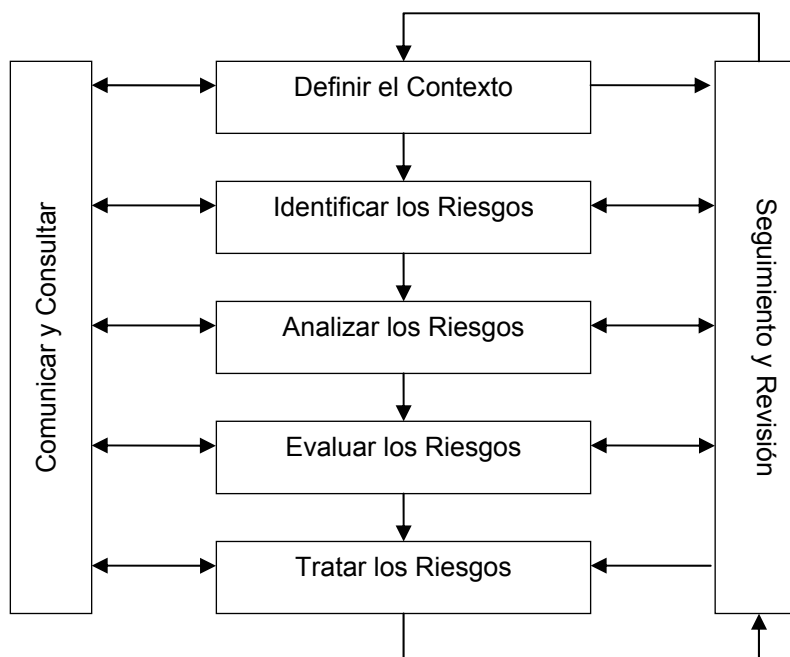 Definir el Contexto
Identificar los Riesgos
Analizar los Riesgos
Evaluar los Riesgos
Tratar los Riesgos
Comunicar y Consultar
Seguimiento y Revisión